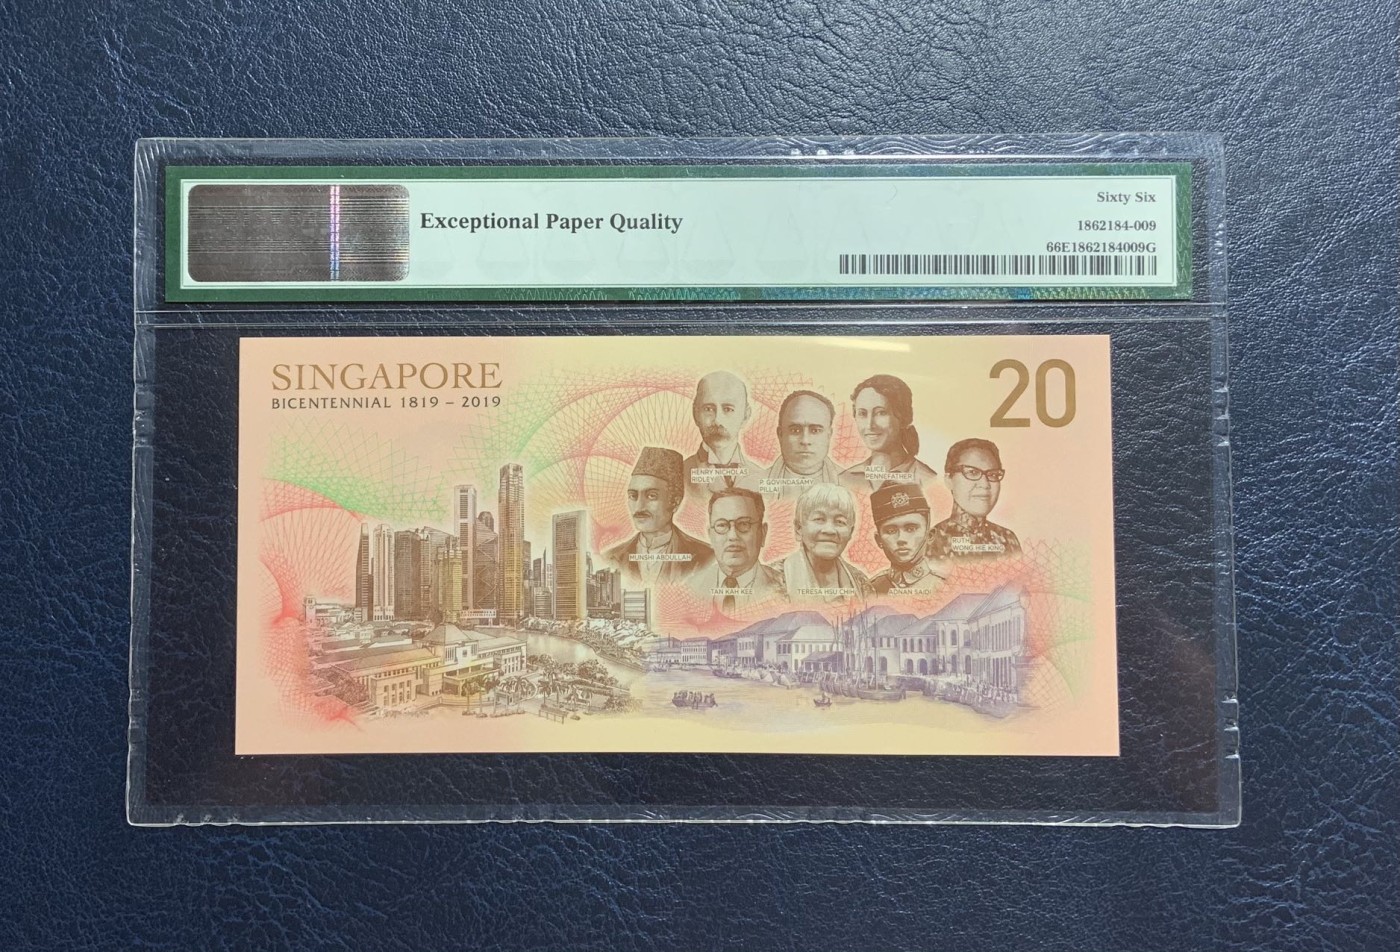 Exceptional Paper Quality
Sixty Six
1862184-009
66E1862184009G
SINGAPORE
BICENTENNIAL 1819 – 2019
20
HENRY NICHOLAS
RIDLEY
P. GOVINDASAMY
PILLAI
ALICE
PENNEFATHER
MUNSHI ABDULLAH
TAN KAH KEE
TERESA HSU CHIH
ADNAN SAIDI
RUTH
WONG HIE KING